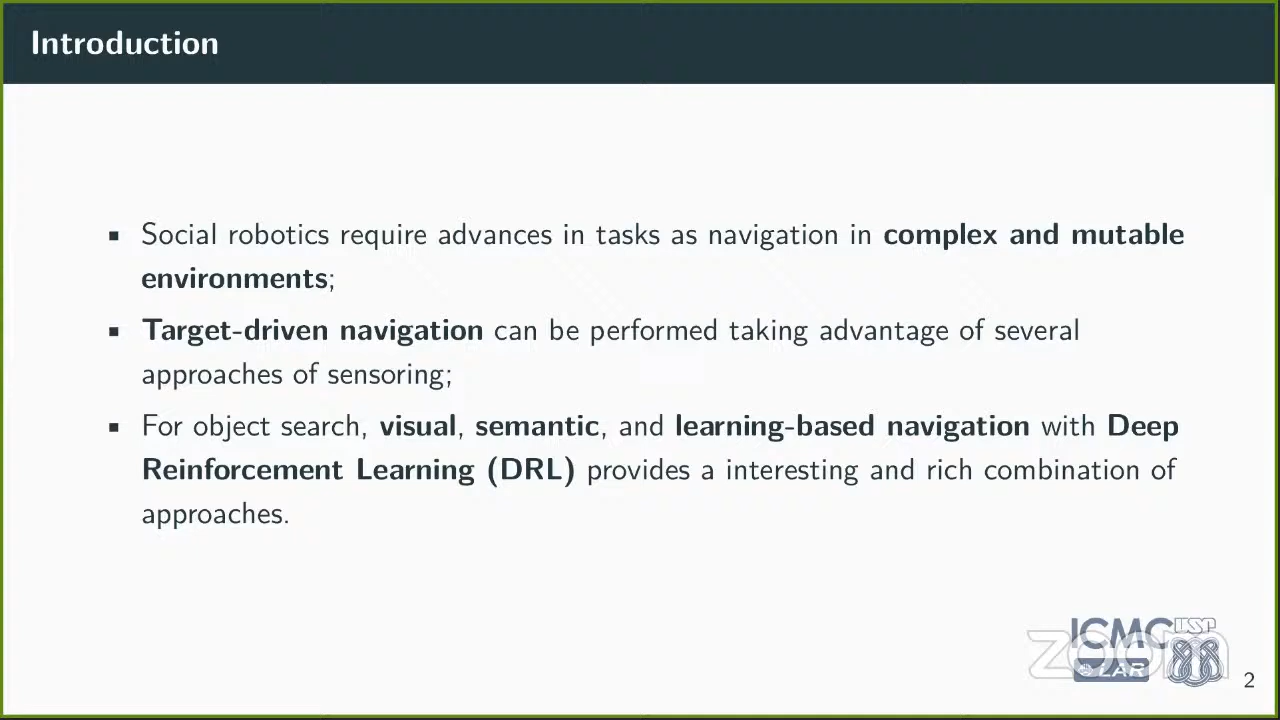 Introduction
▪ Social robotics require advances in tasks as navigation in complex and mutable
environments;
▪ Target-driven navigation can be performed taking advantage of several
approaches of sensoring;
▪ For object search, visual, semantic, and learning-based navigation with Deep
Reinforcement Learning (DRL) provides a interesting and rich combination of
approaches.
ICMC USP
zoom
LAR
2